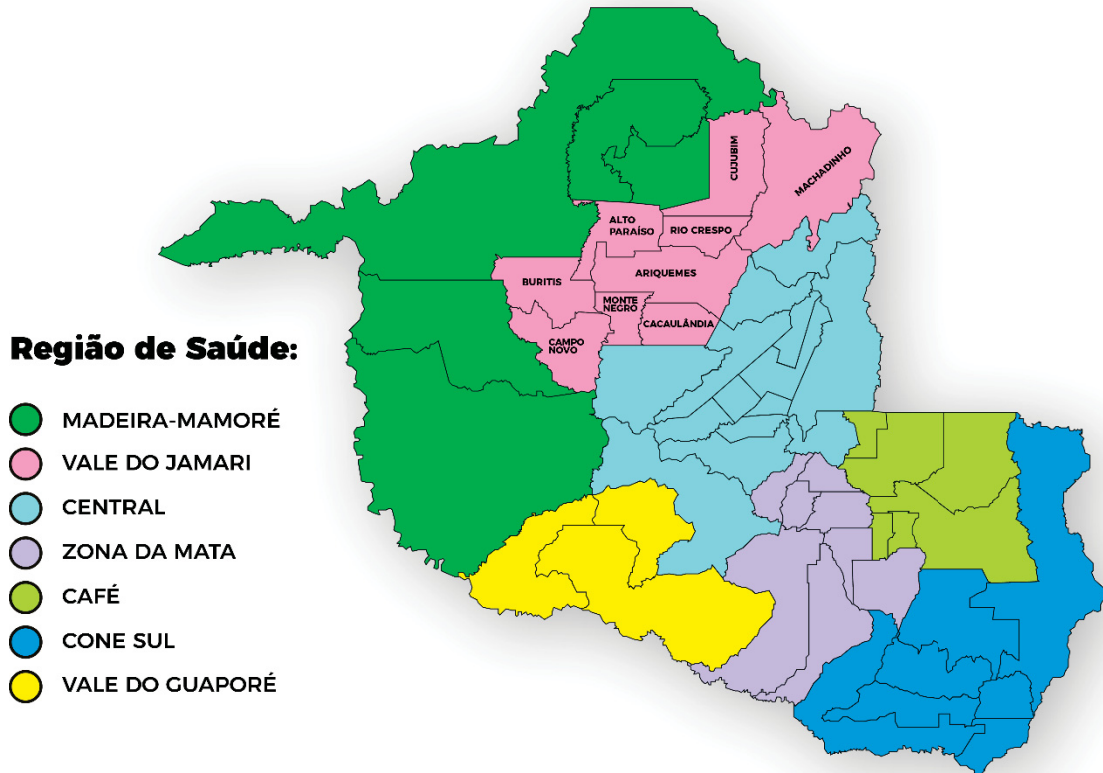 CUJUBIM
MACHADINHO
ALTO
PARAÍSO
RIO CRESPO
BURITIS
ARIQUEMES
MONTE
NEGRO
CACAULÂNDIA
CAMPO
NOVO
Região de Saúde:
MADEIRA-MAMORÉ
VALE DO JAMARI
CENTRAL
ZONA DA MATA
CAFÉ
CONE SUL
VALE DO GUAPORÉ